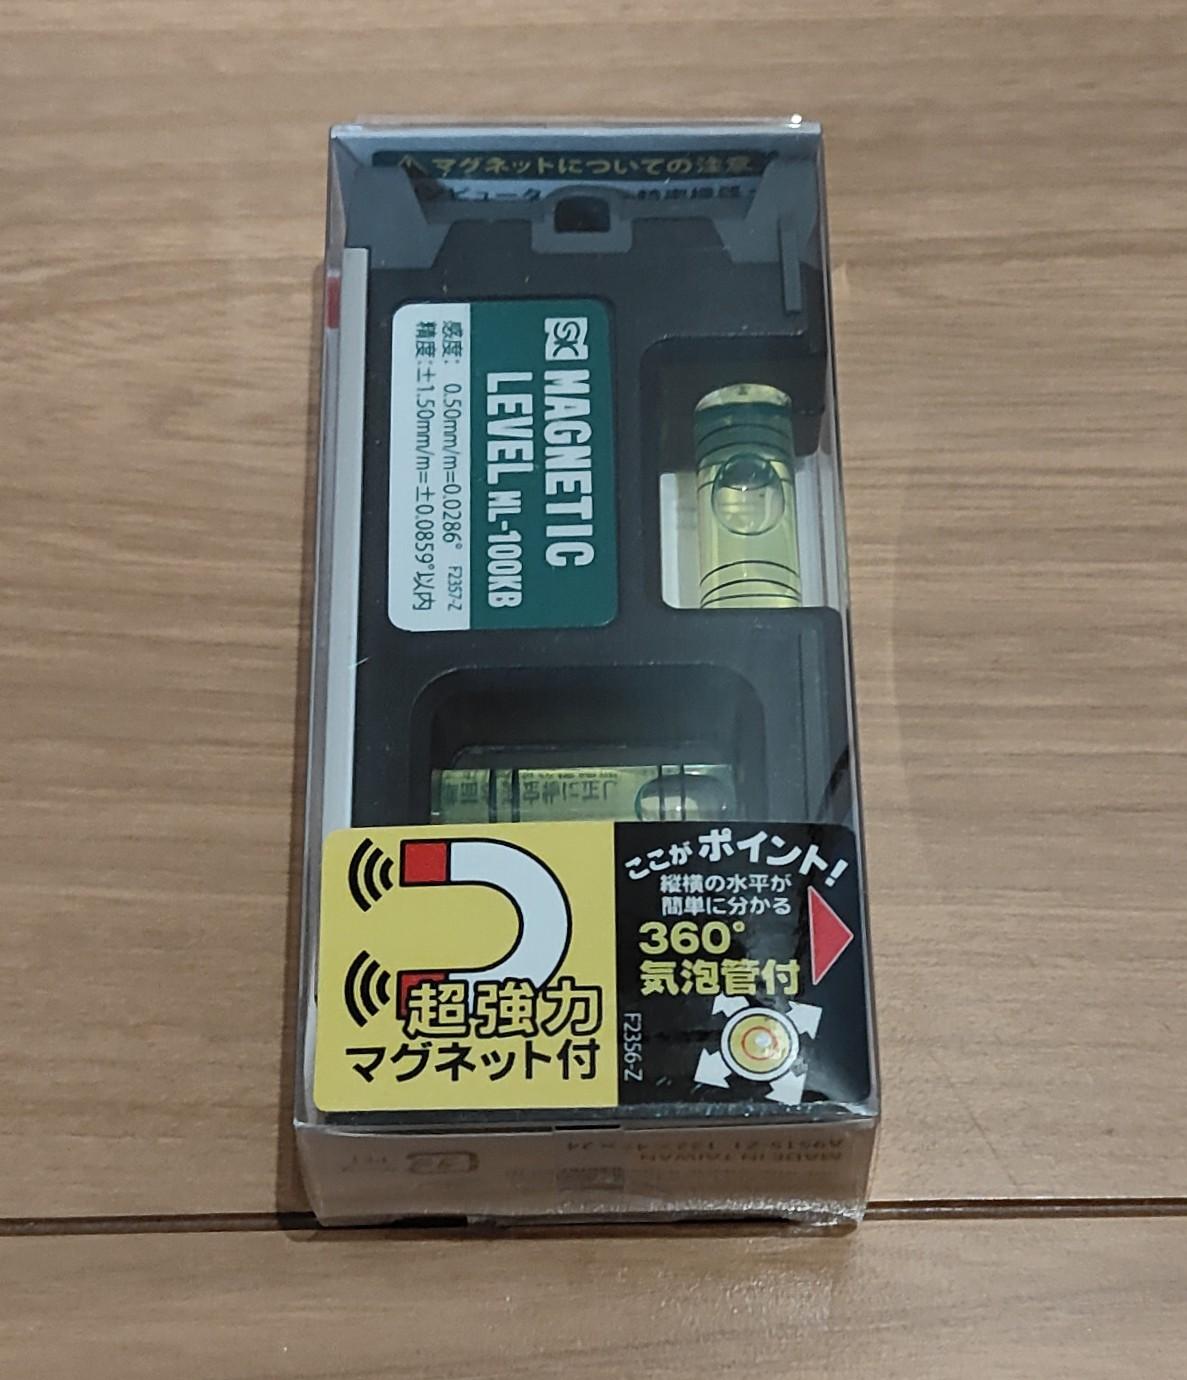 ⚠マグネットについての注意
SK MAGNETIC
LEVEL ML-100KB
感度: 0.50mm/m=0.0286° F2357-Z
精度:±1.50mm/m=±0.0859°以内
超強力
マグネット付
ここがポイント!
縦横の水平が
簡単に分かる
360°
気泡管付
F2356-Z
MADE IN TAIWAN